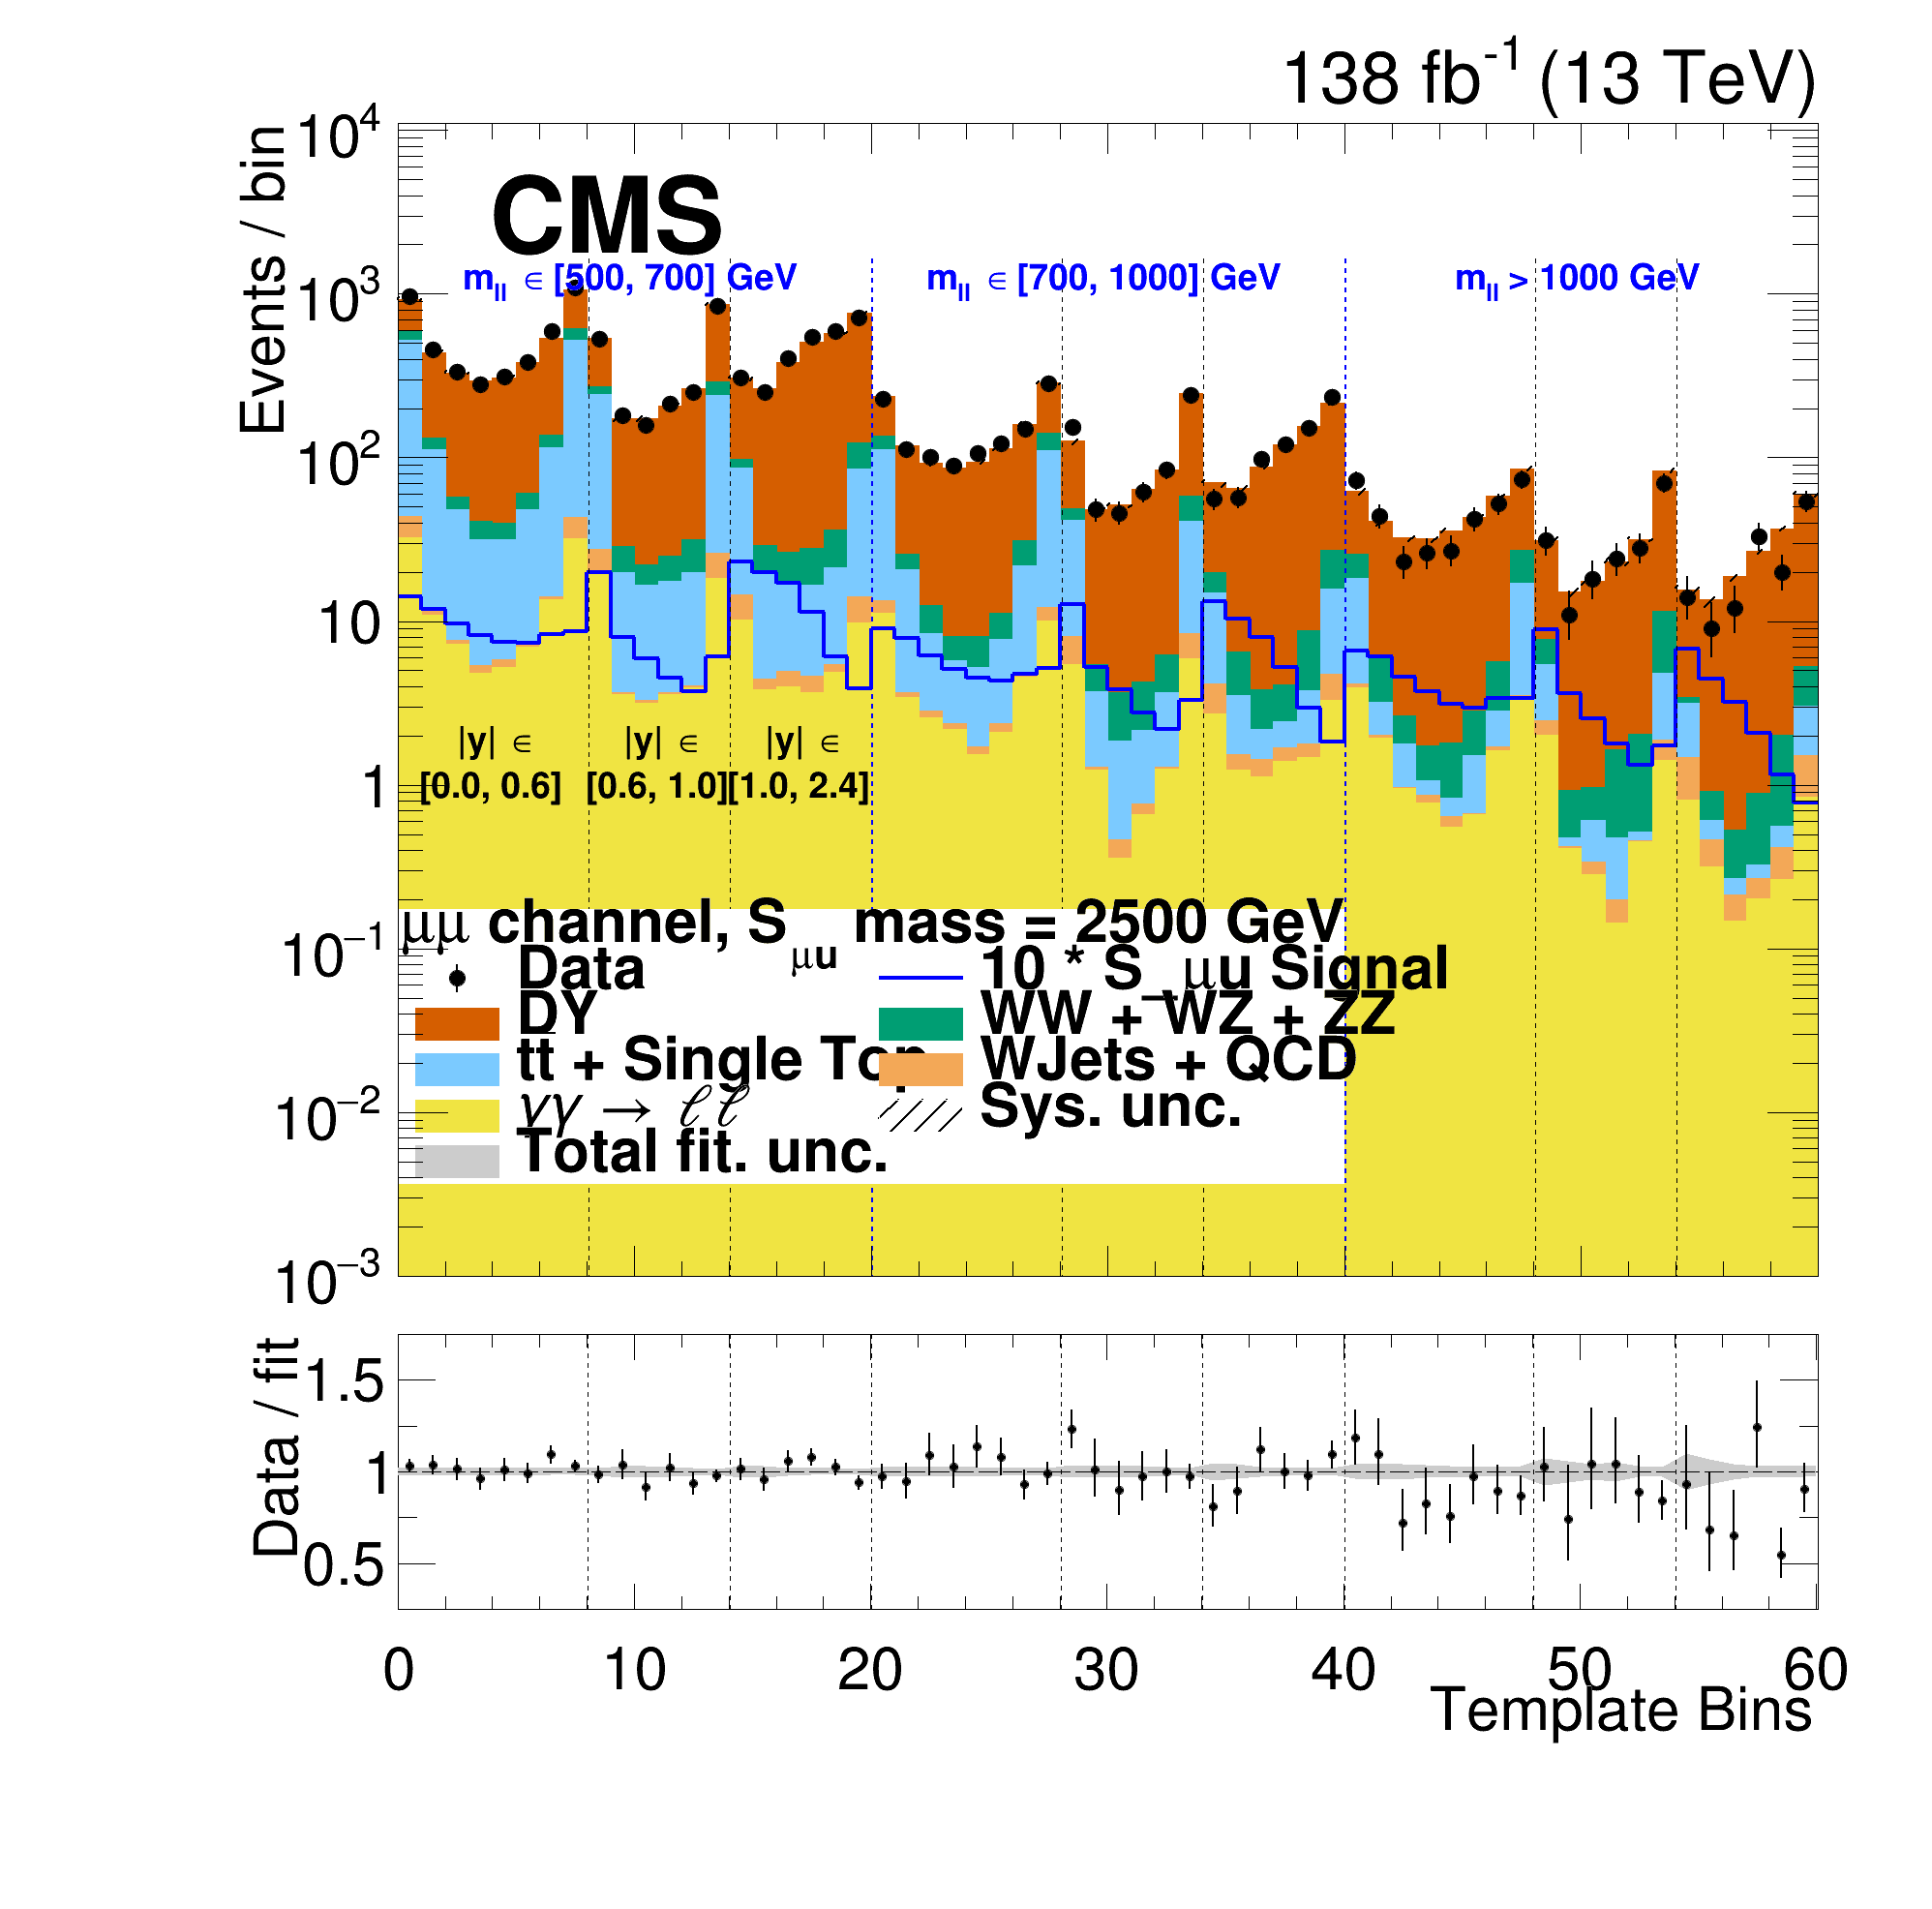 138 fb-1 (13 TeV)
Events / bin
10^4
10^3
10^2
10
1
10^−1
10^−2
10^−3
CMS
m_ll ∈ [500, 700] GeV
m_ll ∈ [700, 1000] GeV
m_ll > 1000 GeV
|y| ∈ [0.0, 0.6]
|y| ∈ [0.6, 1.0]
|y| ∈ [1.0, 2.4]
μμ channel, S_μu mass = 2500 GeV
Data
10 * S_μu Signal
DY
WW + WZ + ZZ
tt̄ + Single Top
WJets + QCD
γγ → ℓℓ
Sys. unc.
Total fit. unc.
Data / fit
1.5
1
0.5
0 10 20 30 40 50 60
Template Bins